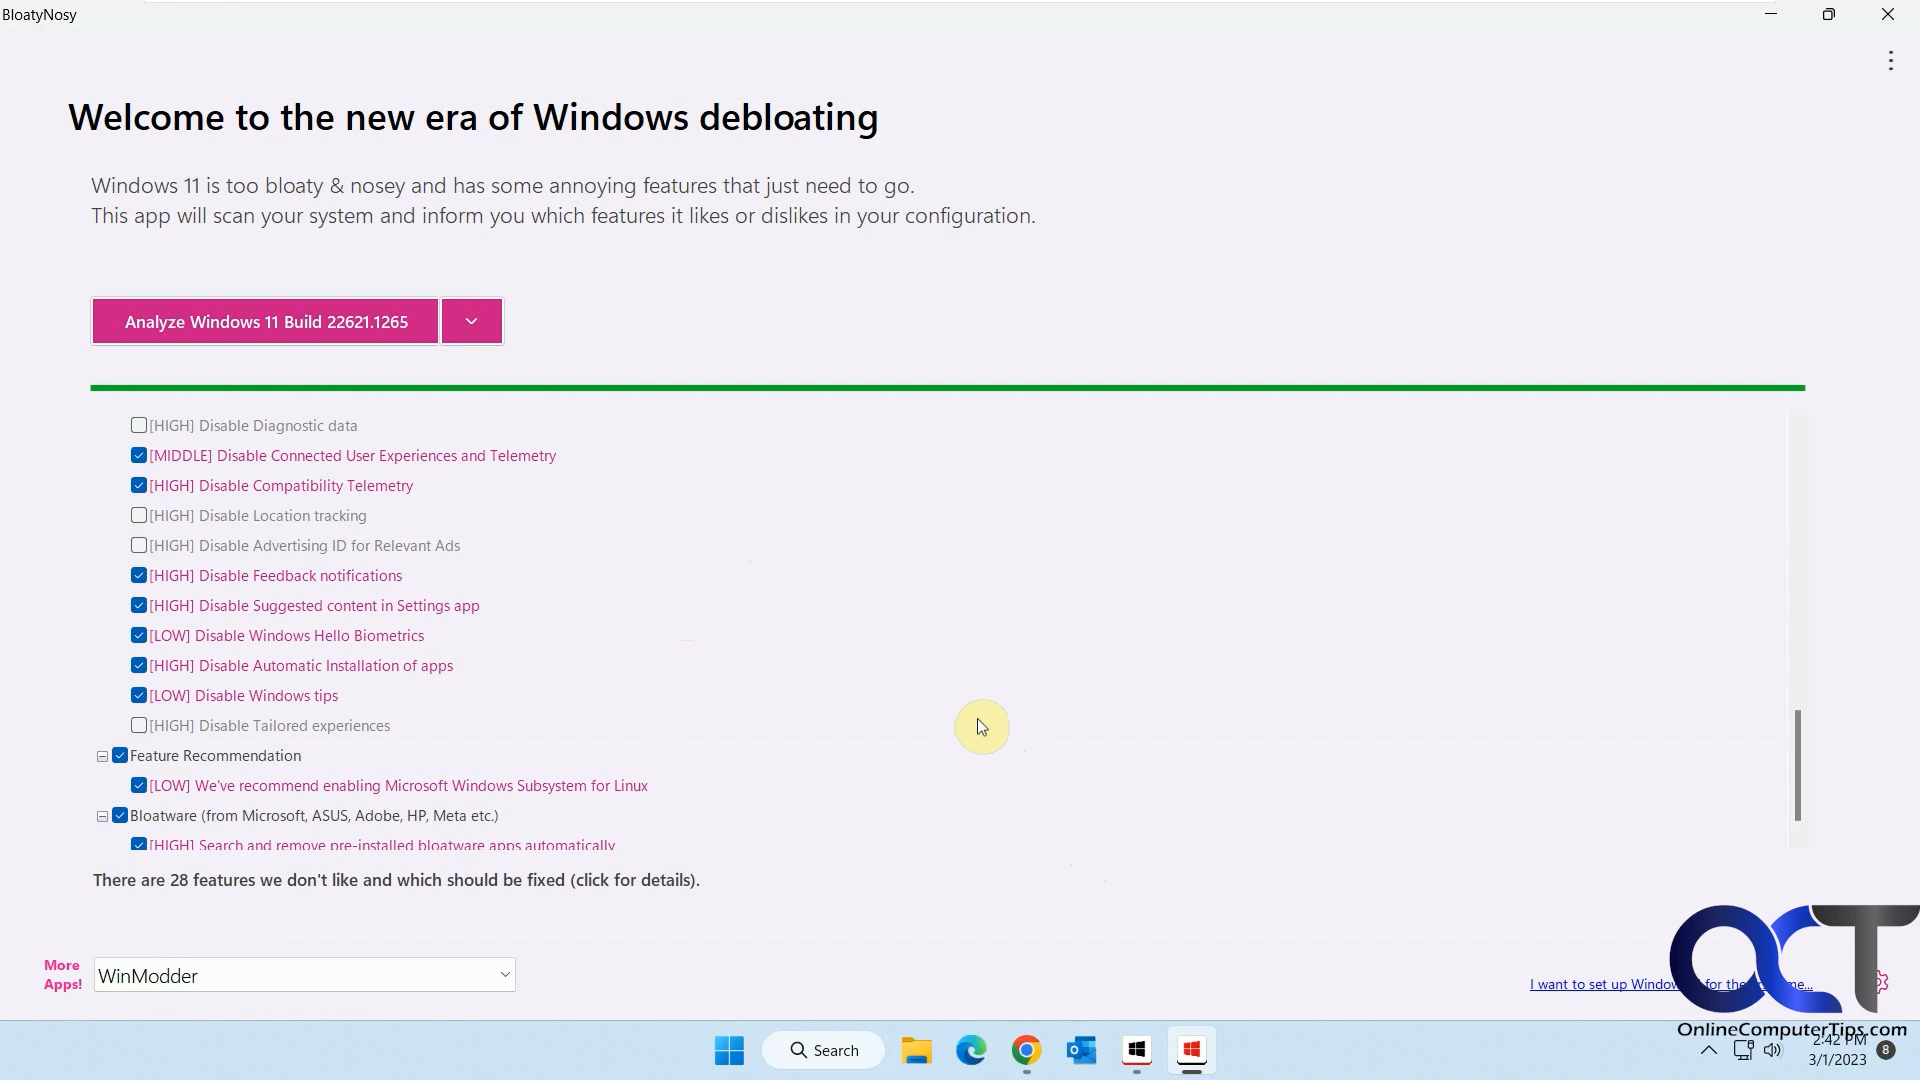 BloatyNosy
Welcome to the new era of Windows debloating
Windows 11 is too bloaty & nosey and has some annoying features that just need to go.
This app will scan your system and inform you which features it likes or dislikes in your configuration.
Analyze Windows 11 Build 22621.1265
[HIGH] Disable Diagnostic data
[MIDDLE] Disable Connected User Experiences and Telemetry
[HIGH] Disable Compatibility Telemetry
[HIGH] Disable Location tracking
[HIGH] Disable Advertising ID for Relevant Ads
[HIGH] Disable Feedback notifications
[HIGH] Disable Suggested content in Settings app
[LOW] Disable Windows Hello Biometrics
[HIGH] Disable Automatic Installation of apps
[LOW] Disable Windows tips
[HIGH] Disable Tailored experiences
Feature Recommendation
[LOW] We've recommend enabling Microsoft Windows Subsystem for Linux
Bloatware (from Microsoft, ASUS, Adobe, HP, Meta etc.)
[HIGH] Search and remove pre-installed bloatware apps automatically
There are 28 features we don't like and which should be fixed (click for details).
More
Apps!
WinModder
I want to set up Window for the
OCT
OnlineComputerTips.com
Search
2:42 PM
3/1/2023
8